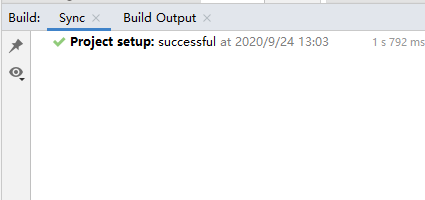 Build: Sync Build Output
Project setup: successful at 2020/9/24 13:03 1 s 792 ms